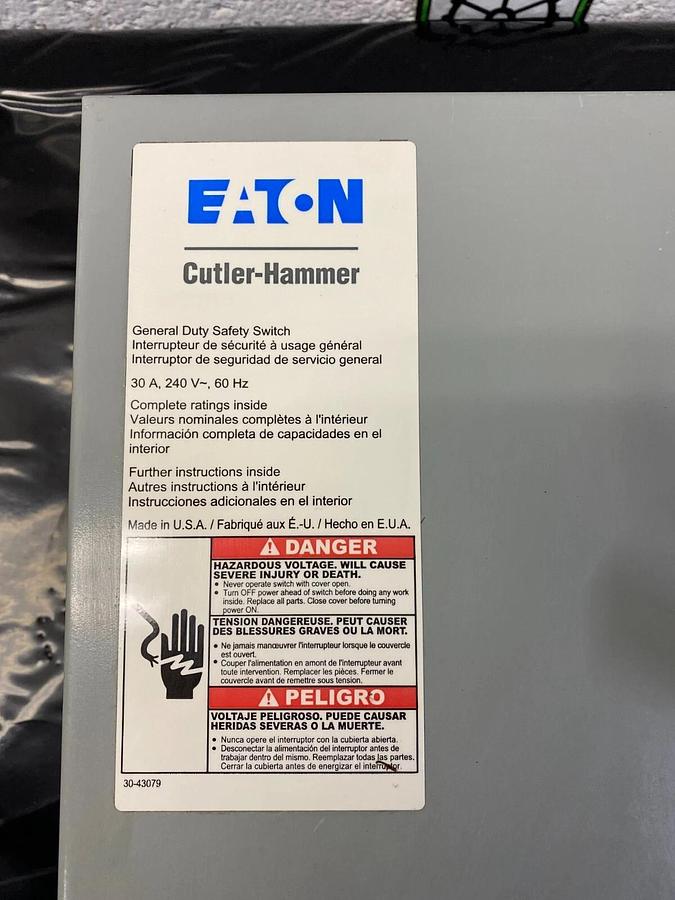 EATON
Cutler-Hammer
General Duty Safety Switch
Interrupteur de sécurité à usage général
Interruptor de seguridad de servicio general
30 A, 240 V~, 60 Hz
Complete ratings inside
Valeurs nominales complètes à l'intérieur
Información completa de capacidades en el
interior
Further instructions inside
Autres instructions à l'intérieur
Instrucciones adicionales en el interior
Made in U.S.A. / Fabriqué aux É.-U. / Hecho en E.U.A.
DANGER
HAZARDOUS VOLTAGE. WILL CAUSE
SEVERE INJURY OR DEATH.
• Never operate switch with cover open.
• Turn OFF power ahead of switch before doing any work
inside. Replace all parts. Close cover before turning
power ON.
TENSION DANGEREUSE. PEUT CAUSER
DES BLESSURES GRAVES OU LA MORT.
• Ne jamais manœuvrer l'interrupteur lorsque le couvercle
est ouvert.
• Couper l'alimentation en amont de l'interrupteur avant
toute intervention. Remplacer les pièces. Fermer le
couvercle avant de remettre sous tension.
PELIGRO
VOLTAJE PELIGROSO. PUEDE CAUSAR
HERIDAS SEVERAS O LA MUERTE.
• Nunca opere el interruptor con la cubierta abierta.
• Desconectar la alimentación del interruptor antes de
trabajar dentro del mismo. Reemplazar todas las partes.
Cerrar la cubierta antes de energizar el interruptor.
30-43079